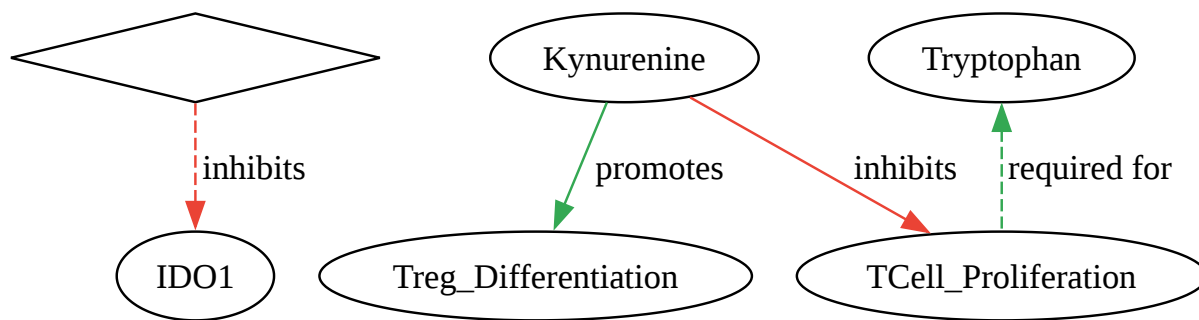 Kynurenine
Tryptophan
inhibits
promotes
inhibits
required for
IDO1
Treg_Differentiation
TCell_Proliferation